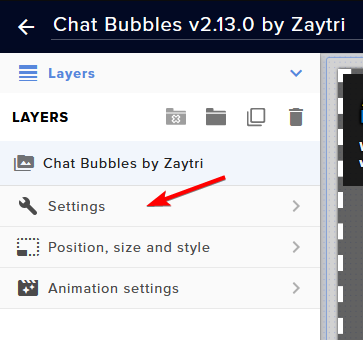 Chat Bubbles v2.13.0 by Zaytri
Layers
LAYERS
Chat Bubbles by Zaytri
Settings
Position, size and style
Animation settings